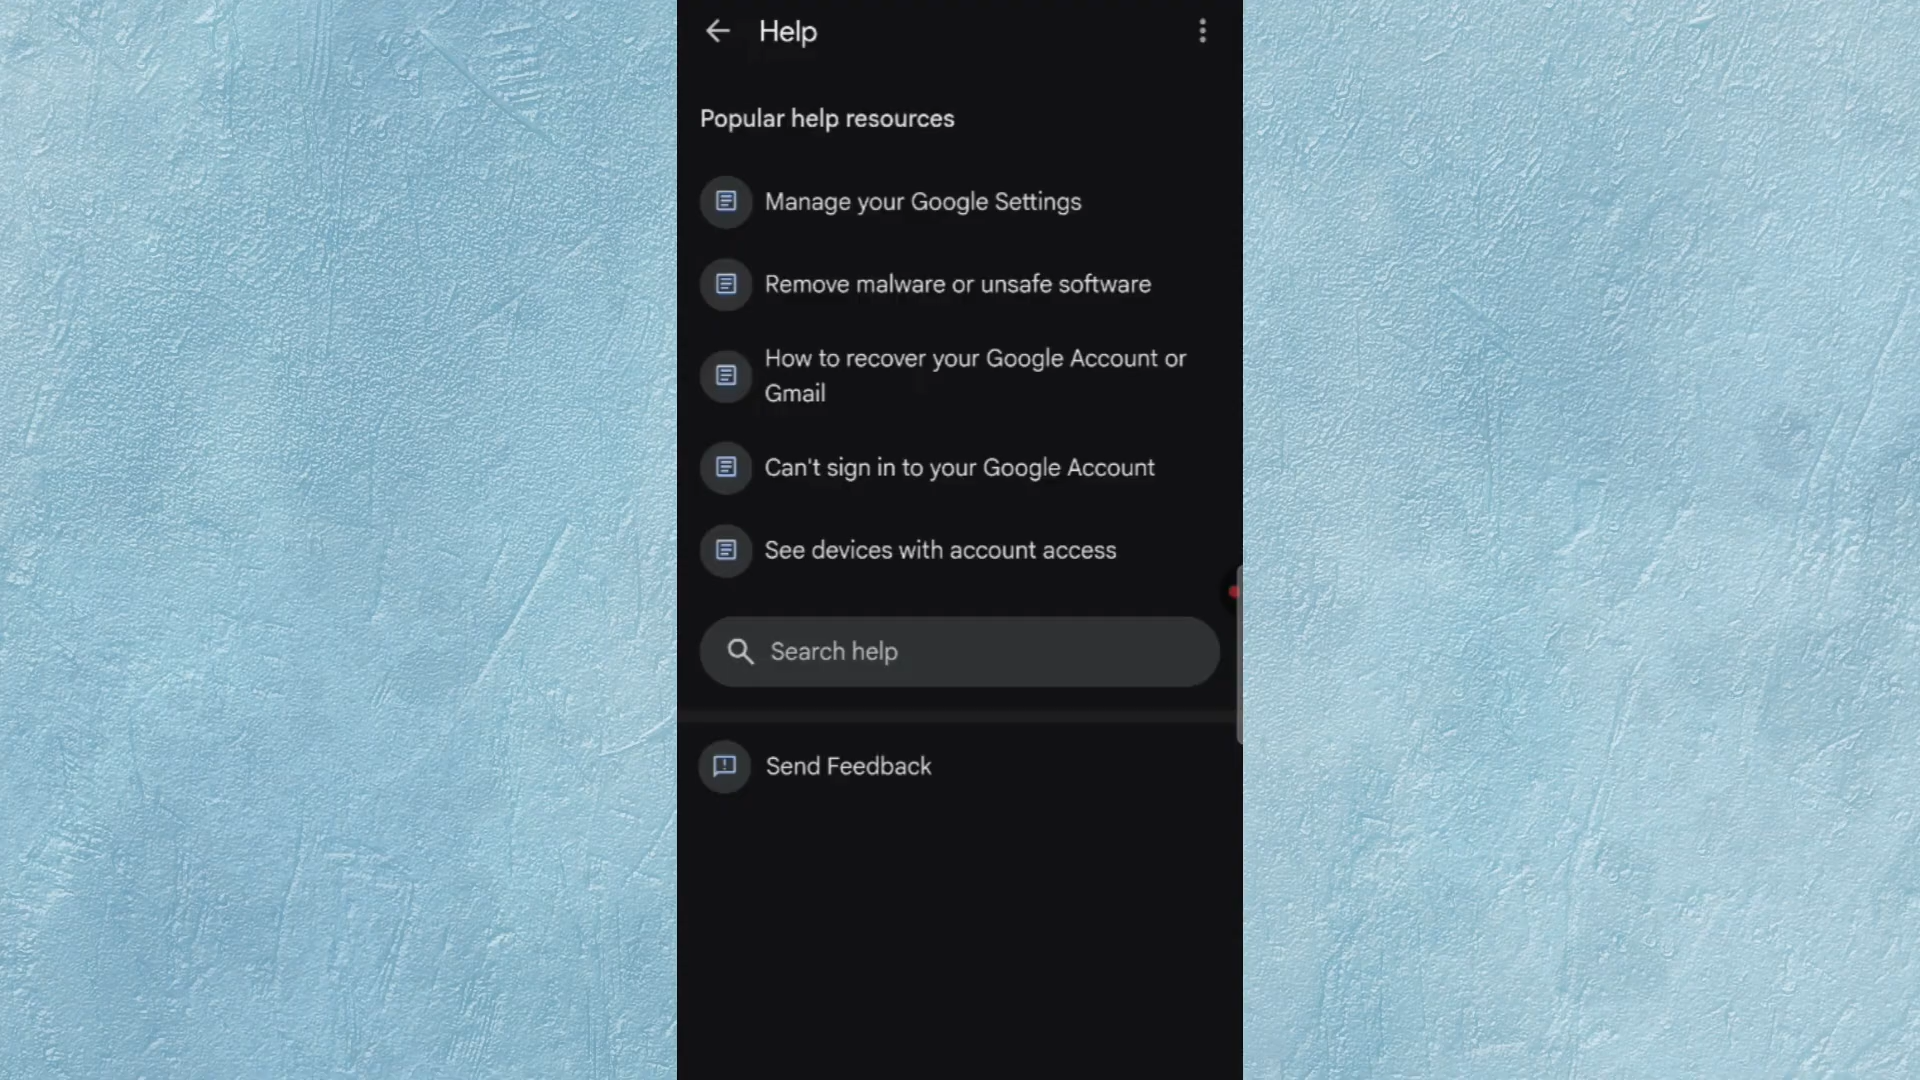 Help
Popular help resources
Manage your Google Settings
Remove malware or unsafe software
How to recover your Google Account or
Gmail
Can't sign in to your Google Account
See devices with account access
Search help
Send Feedback